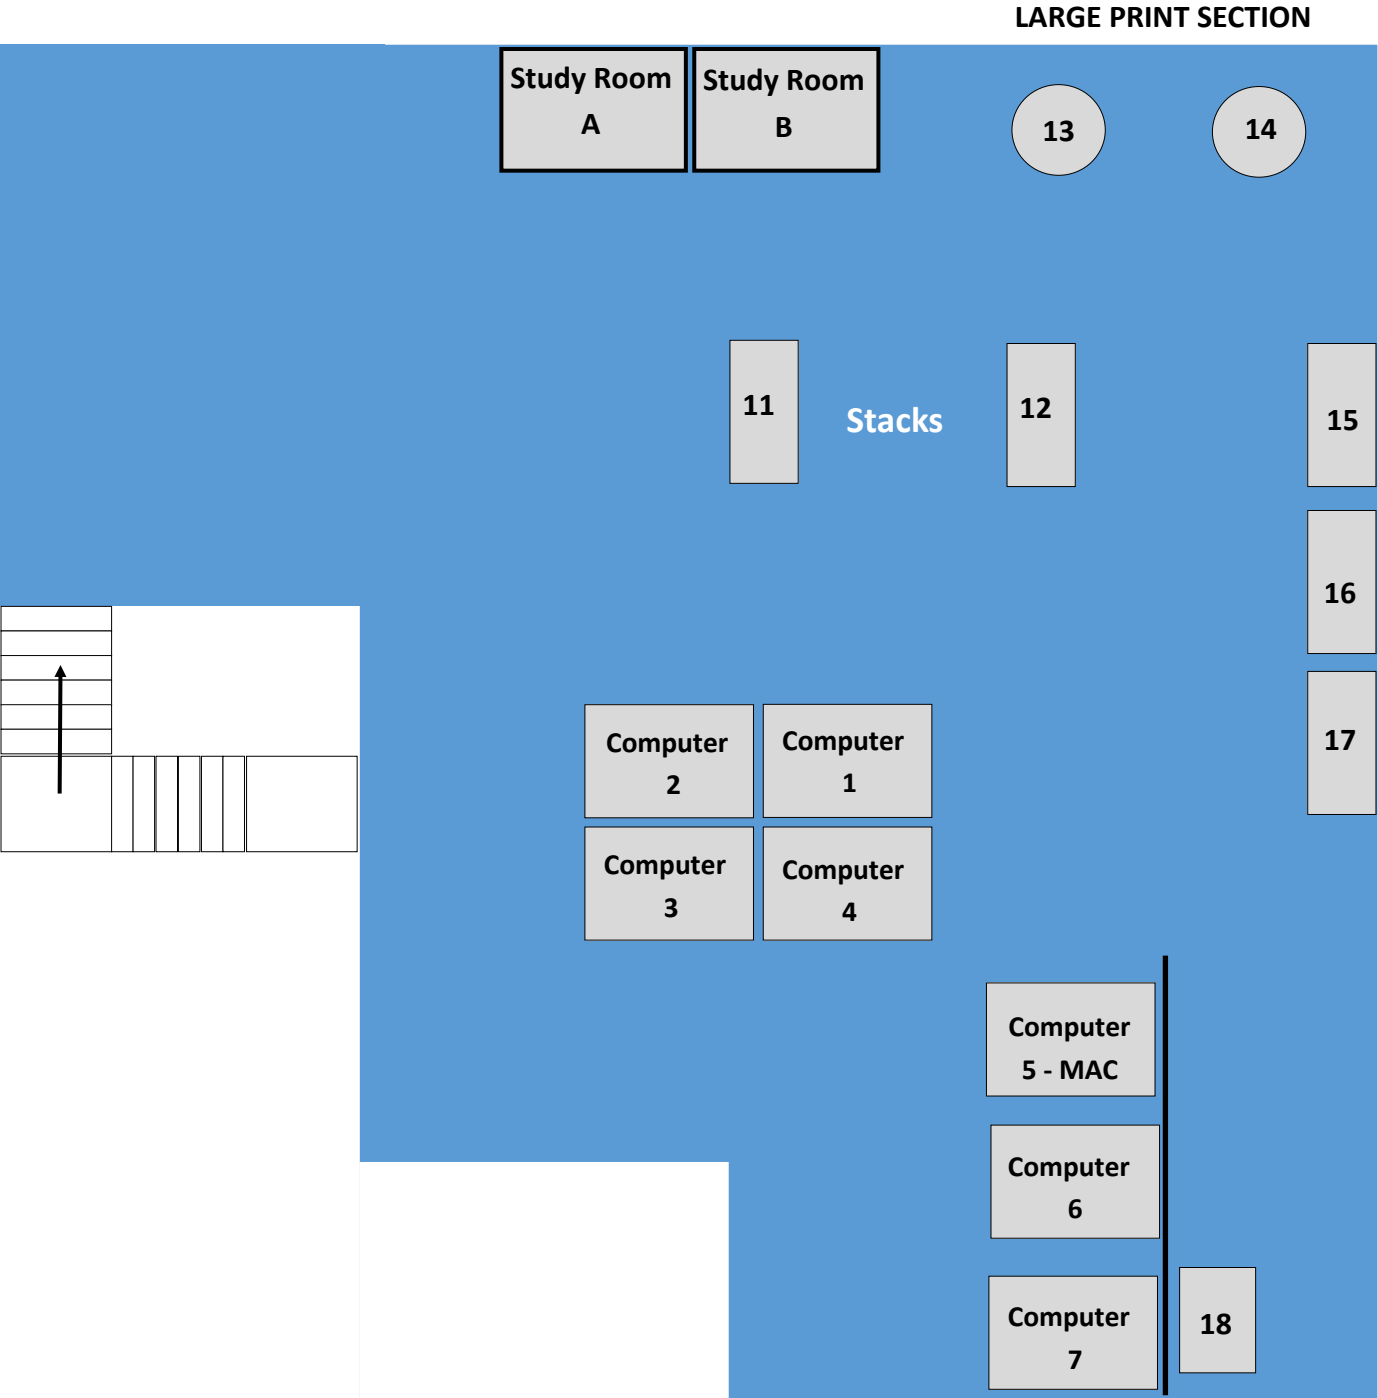 LARGE PRINT SECTION
Study Room
A
Study Room
B
13
14
11
Stacks
12
15
16
17
Computer
2
Computer
1
Computer
3
Computer
4
Computer
5 - MAC
Computer
6
Computer
7
18